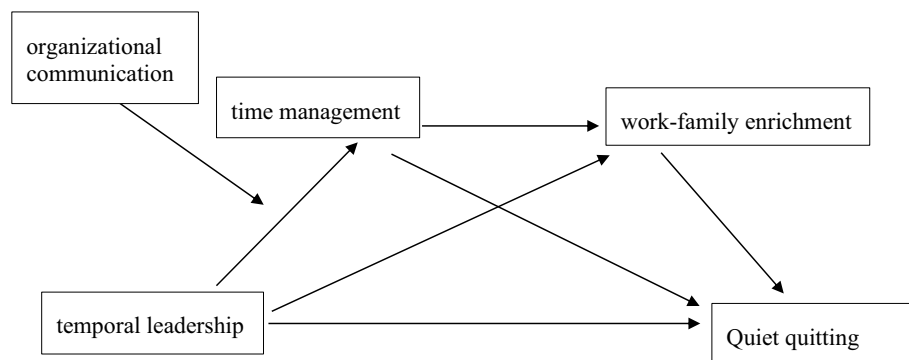 organizational
communication
time management
work-family enrichment
temporal leadership
Quiet quitting